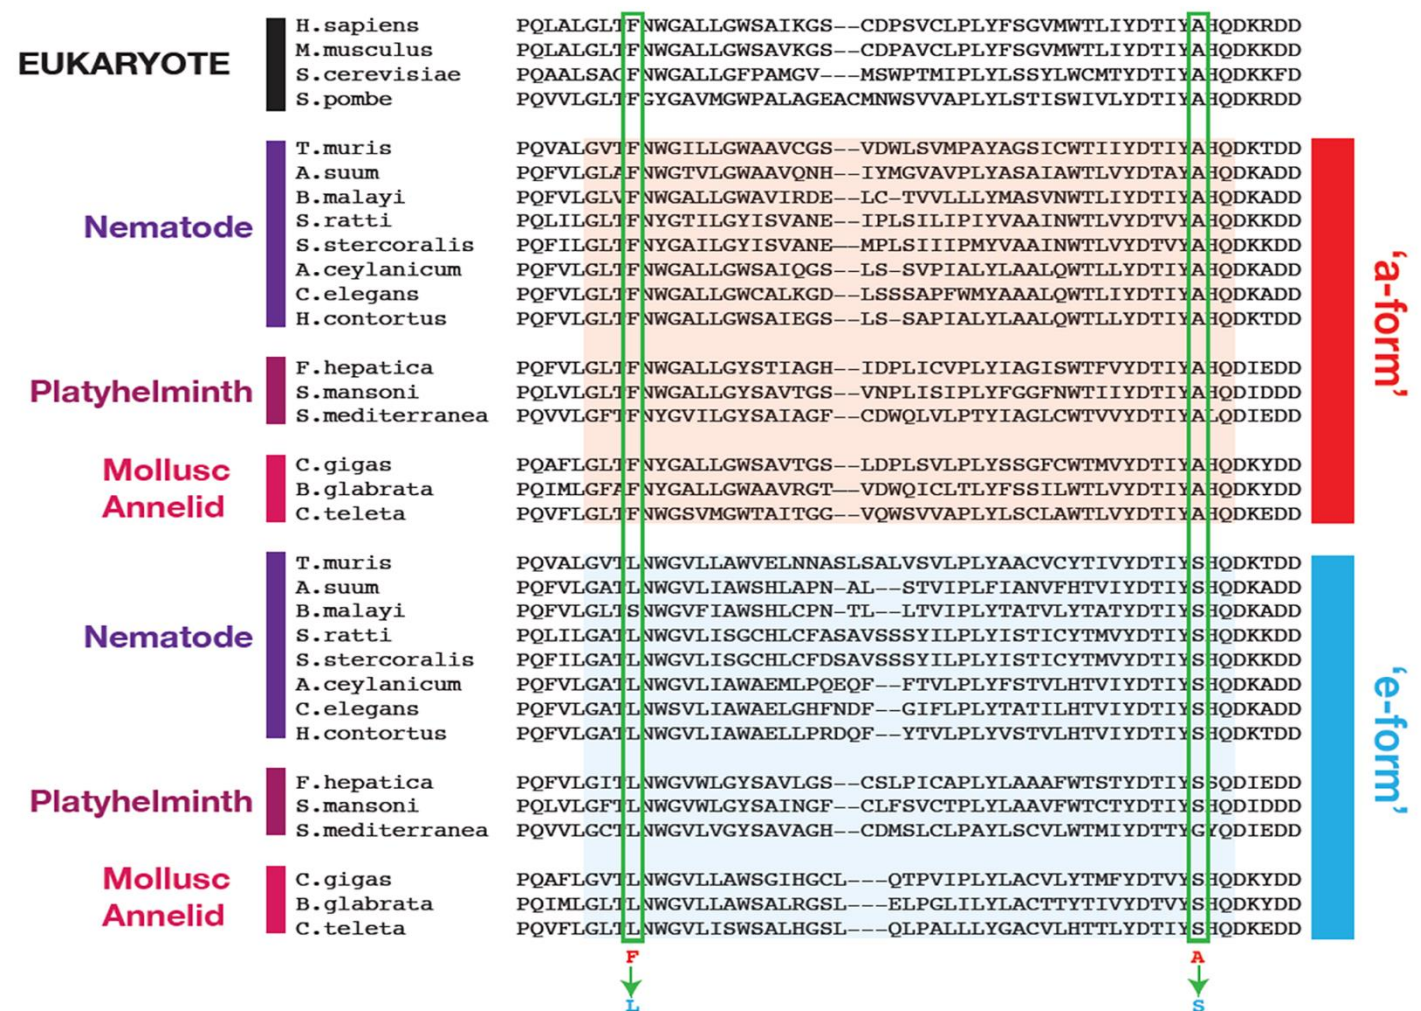 H.sapiens PQLALGLTFNWGALLGWSAIKGS--CDPSVCLPLYFSGVMWTLIYDTIYAHQDKRDD
EUKARYOTE M.musculus PQLALGLTFNWGALLGWSAVKGS--CDPAVCLPLYFSGVMWTLIYDTIYAHQDKKDD
S.cerevisiae PQAALSACFNWGALLGFPAMGV---MSWPTMIPLYLSSYLWCMTYDTIYAHQDKKFD
S.pombe PQVVLGLTFGYGAVMGWPALAGEACMNWSVVAPLYLSTISWIVLYDTIYAHQDKRDD
T.muris PQVALGVTFNWGILLGWAAVCGS--VDWLSVMPAYAGSICWTIIYDTIYAHQDKTDD
A.suum PQFVLGLAFNWGTVLGWAAVQNH--IYMGVAVPLYASAIAWTLVYDTAYAHQDKADD
B.malayi PQFVLGLVFNWGALLGWAVIRDE--LC-TVVLLLYMASVNWTLIYDTIYAHQDKADD
Nematode S.ratti PQLILGLTFNYGTILGYISVANE--IPLSILIPIYVAAINWTLVYDTVYAHQDKKDD
S.stercoralis PQFILGLTFNYGAILGYISVANE--MPLSIIIPMYVAAINWTLVYDTVYAHQDKKDD
A.ceylanicum PQFVLGLTFNWGALLGWSAIQGS--LS-SVPIALYLAALQWTLLYDTIYAHQDKADD
C.elegans PQFVLGLTFNWGALLGWCALKGD--LSSSAPFWMYAAALQWTLIYDTIYAHQDKADD
H.contortus PQFVLGLTFNWGALLGWSAIEGS--LS-SAPIALYLAALQWTLLYDTIYAHQDKTDD
'a-form'
F.hepatica PQFVLGLTFNWGALLGYSTIAGH--IDPLICVPLYIAGISWTFVYDTIYAHQDIEDD
Platyhelminth S.mansoni PQLVLGLTFNWGALLGYSAVTGS--VNPLISIPLYFGGFNWTIIYDTIYAHQDIDDD
S.mediterranea PQVVLGFTFNYGVILGYSAIAGF--CDWQLVLPTYIAGLCWTVVYDTIYALQDIEDD
Mollusc C.gigas PQAFLGLTFNYGALLGWSAVTGS--LDPLSVLPLYSSGFCWTMVYDTIYAHQDKYDD
Annelid B.glabrata PQIMLGFAFNYGALLGWAAVRGT--VDWQICLTLYFSSILWTLVYDTIYAHQDKYDD
C.teleta PQVFLGLTFNWGSVMGWTAITGG--VQWSVVAPLYLSCLAWTLVYDTIYAHQDKEDD
T.muris PQVALGVTLNWGVLLAWVELNNASLSALVSVLPLYAACVCYTIVYDTIYSHQDKTDD
A.suum PQFVLGATLNWGVLIAWSHLAPN-AL--STVIPLFIANVFHTVIYDTIYSHQDKADD
B.malayi PQFVLGLTSNWGVFIAWSHLCPN-TL--LTVIPLYTATVLYTATYDTIYSHQDKADD
Nematode S.ratti PQLILGATLNWGVLISGCHLCFASAVSSSYILPLYISTICYTMVYDTIYSHQDKKDD
S.stercoralis PQFILGATLNWGVLISGCHLCFDSAVSSSYILPLYISTICYTMVYDTIYSHQDKKDD
A.ceylanicum PQFVLGATLNWGVLIAWAEMLPQEQF--FTVLPLYFSTVLHTVIYDTIYSHQDKADD
C.elegans PQFVLGATLNWSVLIAWAELGHFNDF--GIFLPLYTATILHTVIYDTIYSHQDKADD
H.contortus PQFVLGATLNWGVLIAWAELLPRDQF--YTVLPLYVSTVLHTVIYDTIYSHQDKTDD
'e-form'
F.hepatica PQFVLGITLNWGVWLGYSAVLGS--CSLPICAPLYLAAAFWTSTYDTIYSSQDIEDD
Platyhelminth S.mansoni PQLVLGFTLNWGVWLGYSAINGF--CLFSVCTPLYLAAVFWTCTYDTIYSHQDIDDD
S.mediterranea PQVVLGCTLNWGVLVGYSAVAGH--CDMSLCLPAYLSCVLWTMIYDTTYGYQDIEDD
Mollusc C.gigas PQAFLGVTLNWGVLLAWSGIHGCL---QTPVIPLYLACVLYTMFYDTVYSHQDKYDD
Annelid B.glabrata PQIMLGLTLNWGVLLAWSALRGSL---ELPGLILYLACTTYTIVYDTVYSHQDKYDD
C.teleta PQVFLGLTLNWGVLISWSALHGSL---QLPALLLYGACVLHTTLYDTIYSHQDKEDD
F A
L S